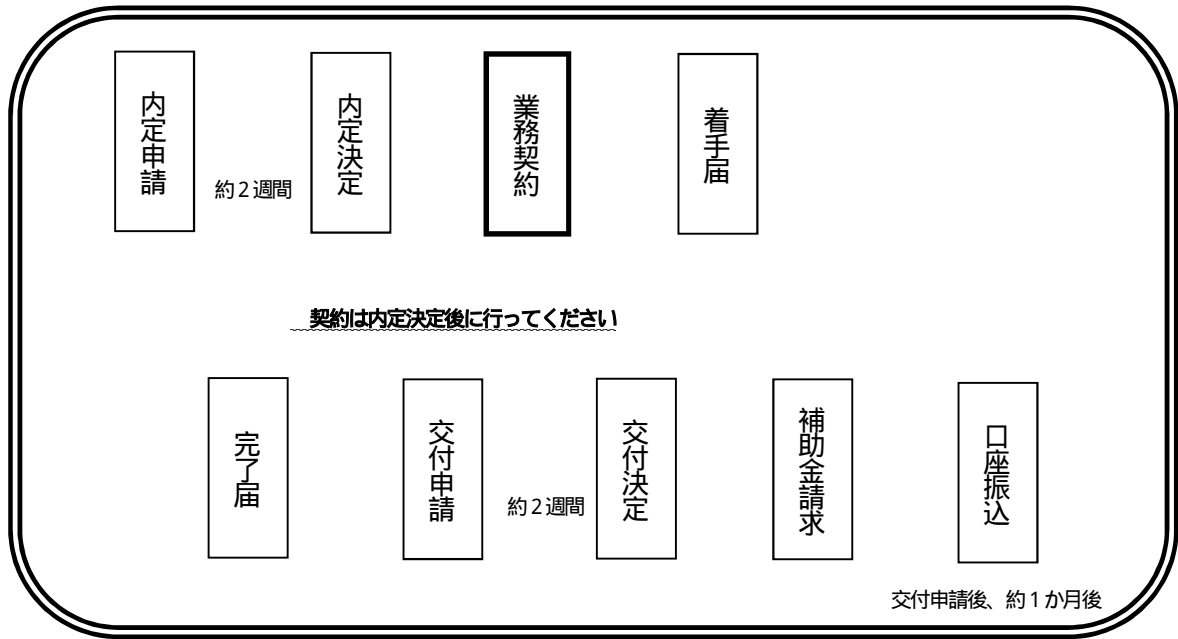 内定申請
約２週間
内定決定
業務契約
着手届
契約は内定決定後に行ってください
完了届
交付申請
約２週間
交付決定
補助金請求
口座振込
交付申請後、約１か月後